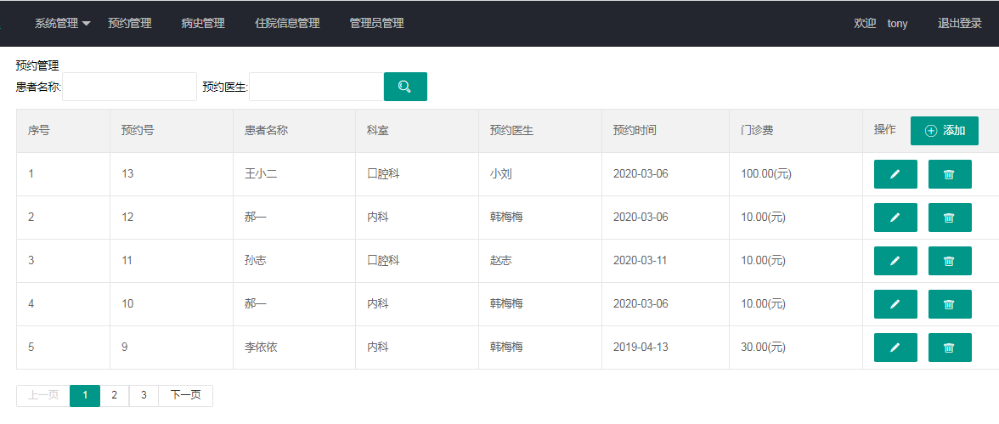 系统管理 预约管理 病史管理 住院信息管理 管理员管理 欢迎 tony 退出登录
预约管理
患者名称: 预约医生:
序号 预约号 患者名称 科室 预约医生 预约时间 门诊费 操作 添加
1 13 王小二 口腔科 小刘 2020-03-06 100.00(元)
2 12 郝一 内科 韩梅梅 2020-03-06 10.00(元)
3 11 孙志 口腔科 赵志 2020-03-11 10.00(元)
4 10 郝一 内科 韩梅梅 2020-03-06 10.00(元)
5 9 李依依 内科 韩梅梅 2019-04-13 30.00(元)
上一页 1 2 3 下一页